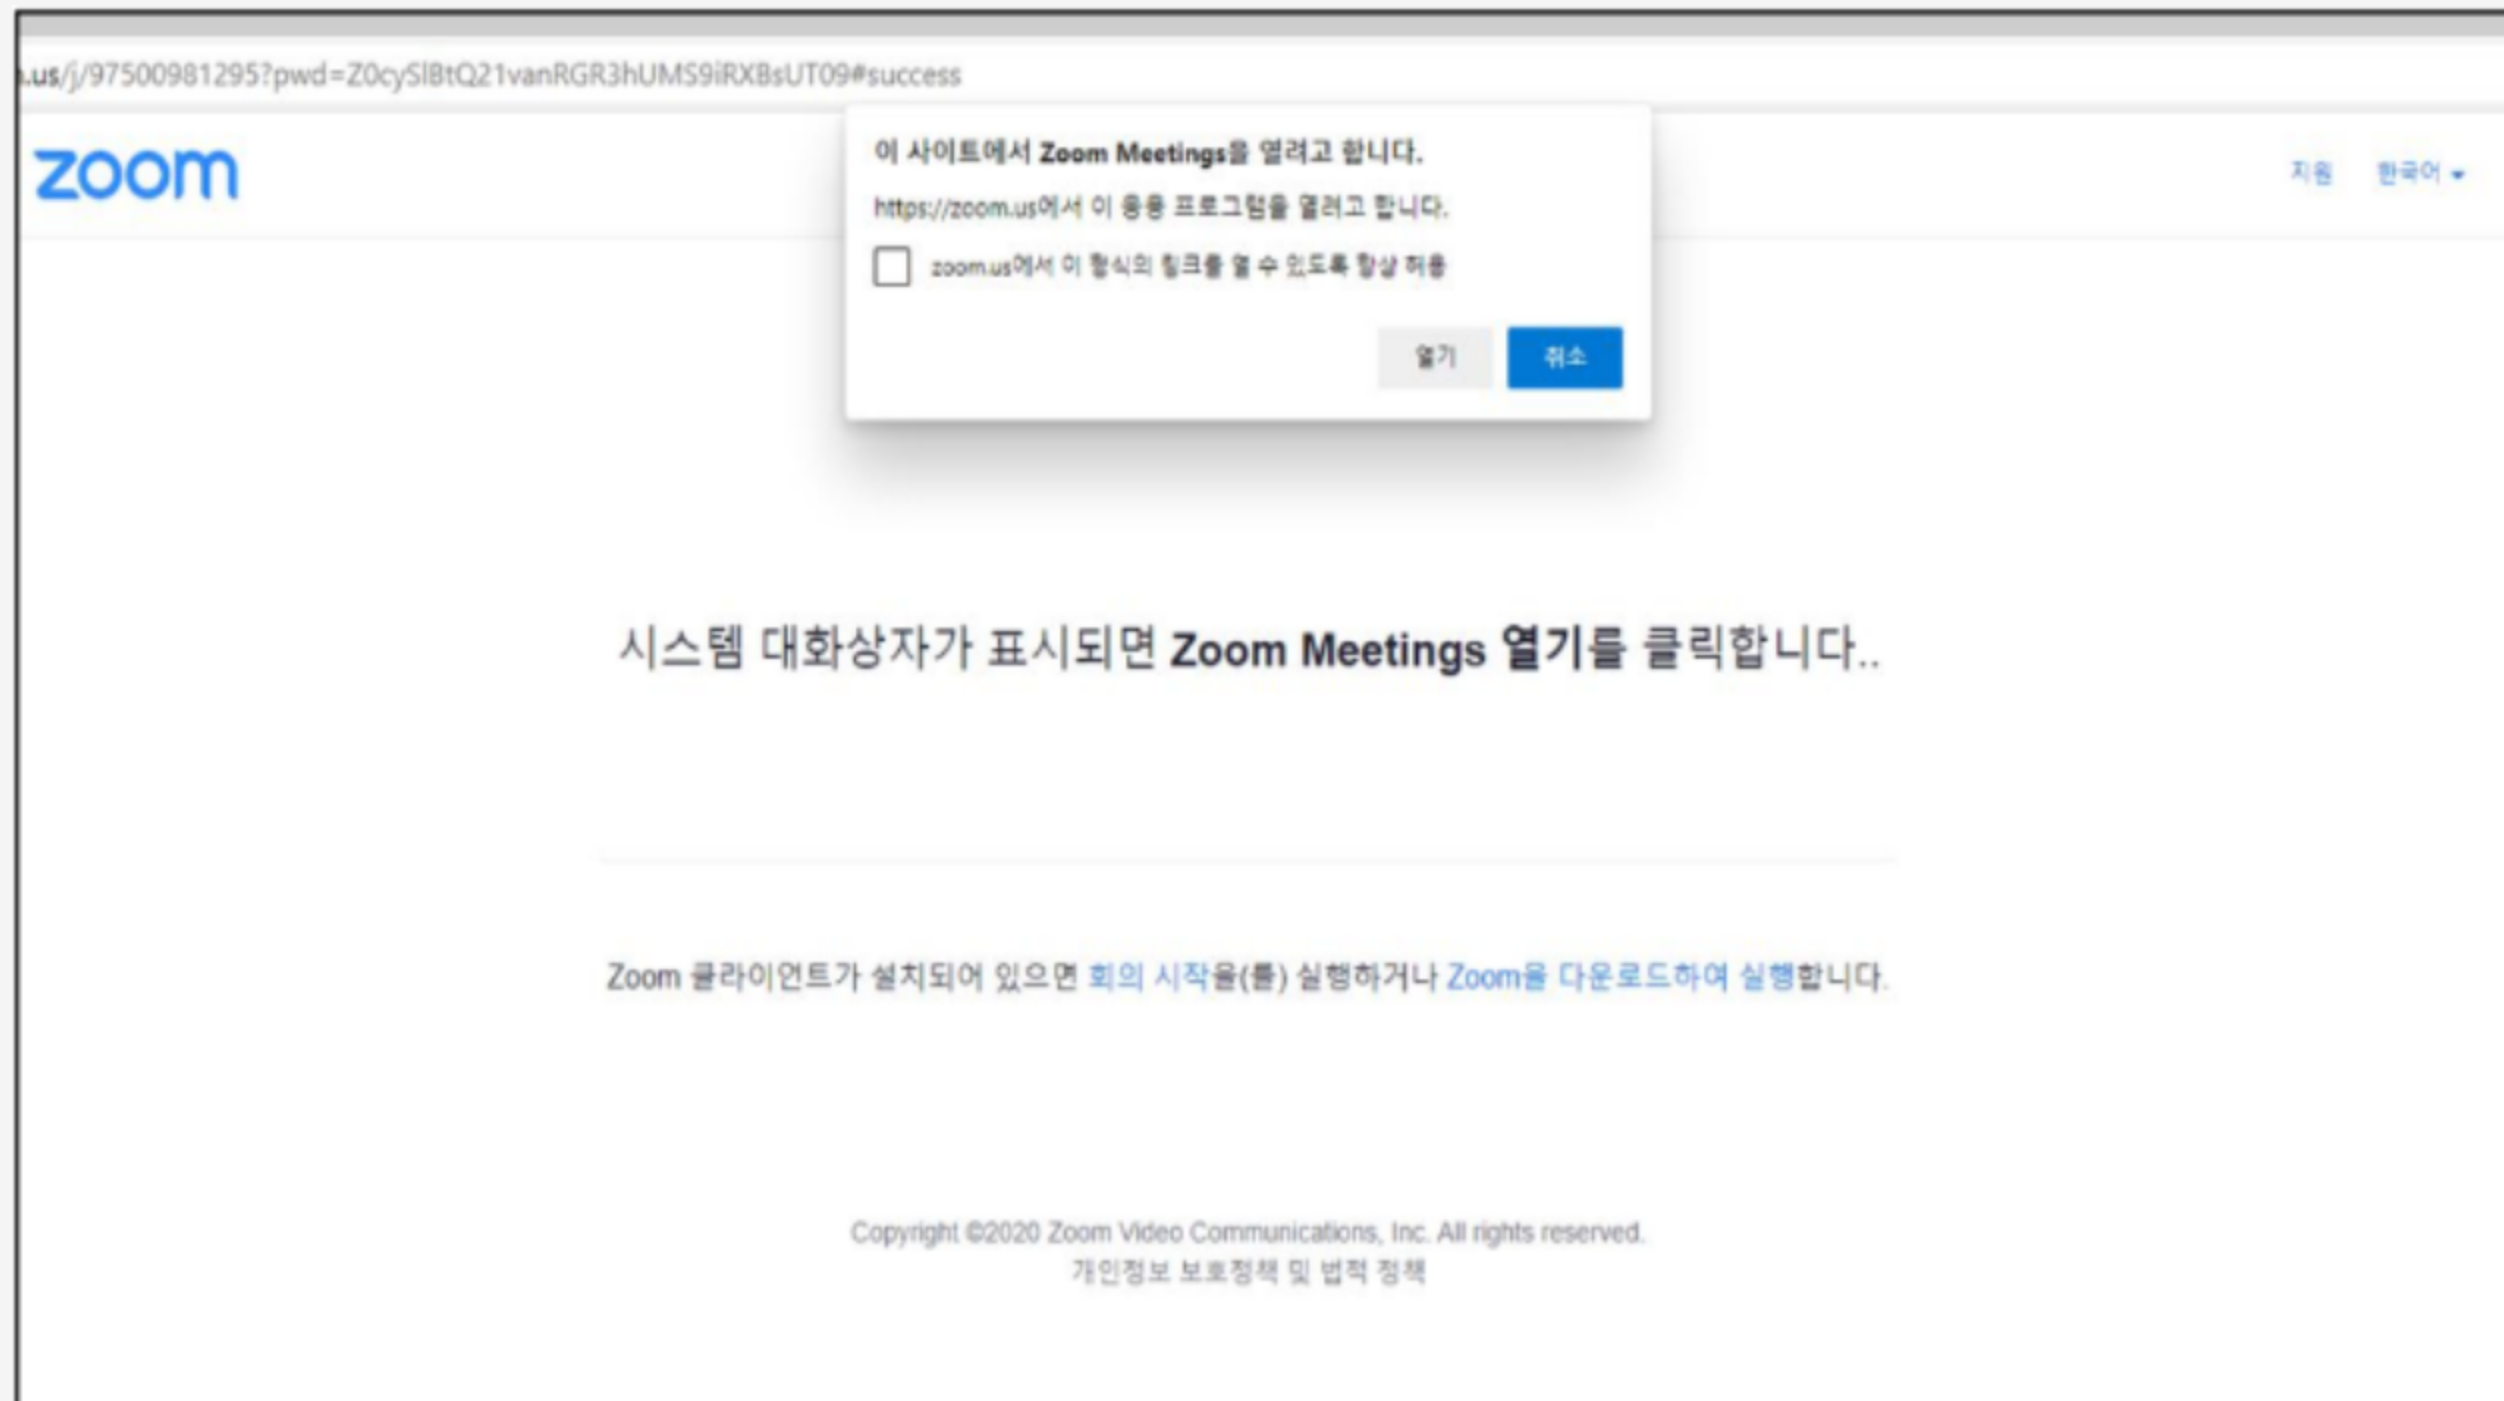 .us/j/97500981295?pwd=Z0cySlBtQ21vanRGR3hUMS9iRXBsUT09#success
zoom
지원 한국어
이 사이트에서 Zoom Meetings을 열려고 합니다.
https://zoom.us에서 이 응용 프로그램을 열려고 합니다.
zoom.us에서 이 형식의 링크를 열 수 있도록 항상 허용
열기 취소
시스템 대화상자가 표시되면 Zoom Meetings 열기를 클릭합니다..
Zoom 클라이언트가 설치되어 있으면 회의 시작을(를) 실행하거나 Zoom을 다운로드하여 실행합니다.
Copyright ©2020 Zoom Video Communications, Inc. All rights reserved.
개인정보 보호정책 및 법적 정책